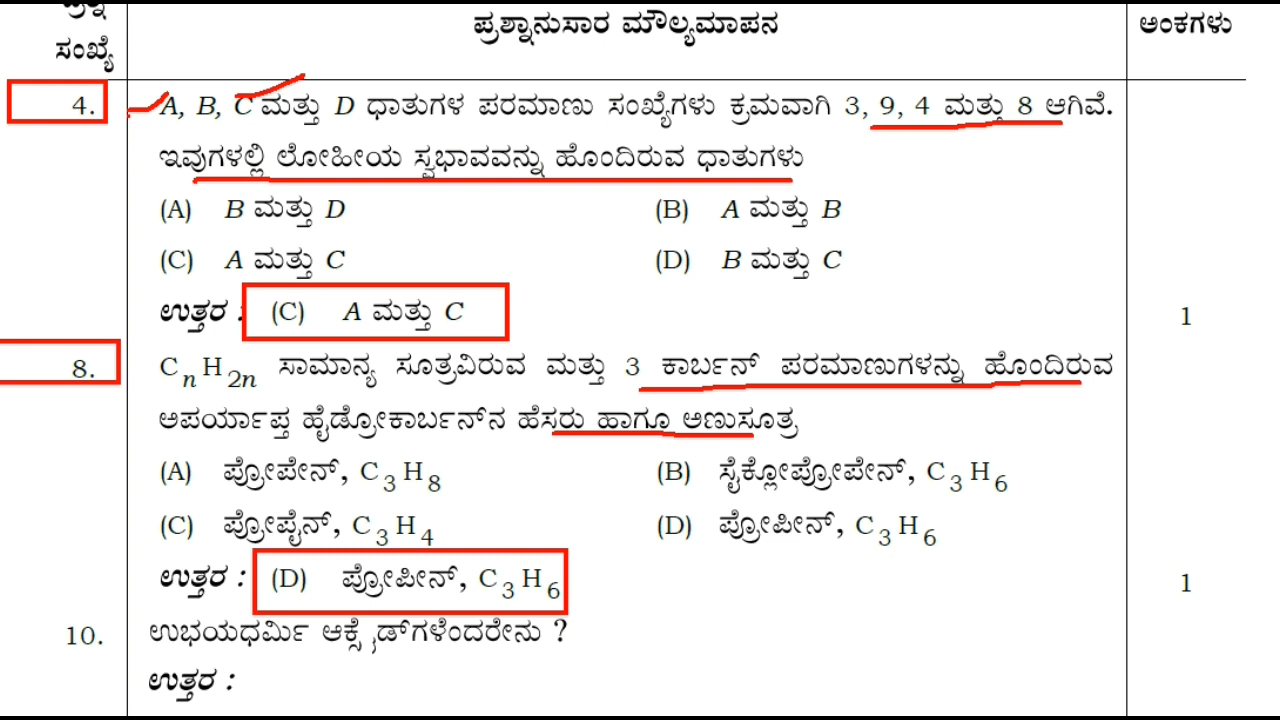 ಪ್ರಶ್ನೆ
ಸಂಖ್ಯೆ ಪ್ರಶ್ನಾನುಸಾರ ಮೌಲ್ಯಮಾಪನ ಅಂಕಗಳು
4. A, B, C ಮತ್ತು D ಧಾತುಗಳ ಪರಮಾಣು ಸಂಖ್ಯೆಗಳು ಕ್ರಮವಾಗಿ 3, 9, 4 ಮತ್ತು 8 ಆಗಿವೆ.
ಇವುಗಳಲ್ಲಿ ಲೋಹೀಯ ಸ್ವಭಾವವನ್ನು ಹೊಂದಿರುವ ಧಾತುಗಳು
(A) B ಮತ್ತು D (B) A ಮತ್ತು B
(C) A ಮತ್ತು C (D) B ಮತ್ತು C
ಉತ್ತರ : (C) A ಮತ್ತು C 1
8. CₙH₂ₙ ಸಾಮಾನ್ಯ ಸೂತ್ರವಿರುವ ಮತ್ತು 3 ಕಾರ್ಬನ್ ಪರಮಾಣುಗಳನ್ನು ಹೊಂದಿರುವ
ಅಪರ್ಯಾಪ್ತ ಹೈಡ್ರೋಕಾರ್ಬನ್‌ನ ಹೆಸರು ಹಾಗೂ ಅಣುಸೂತ್ರ
(A) ಪ್ರೋಪೇನ್, C₃H₈ (B) ಸೈಕ್ಲೋಪ್ರೋಪೇನ್, C₃H₆
(C) ಪ್ರೋಪೈನ್, C₃H₄ (D) ಪ್ರೋಪೀನ್, C₃H₆
ಉತ್ತರ : (D) ಪ್ರೋಪೀನ್, C₃H₆ 1
10. ಉಭಯಧರ್ಮಿ ಆಕ್ಸೈಡ್‌ಗಳೆಂದರೇನು ?
ಉತ್ತರ :